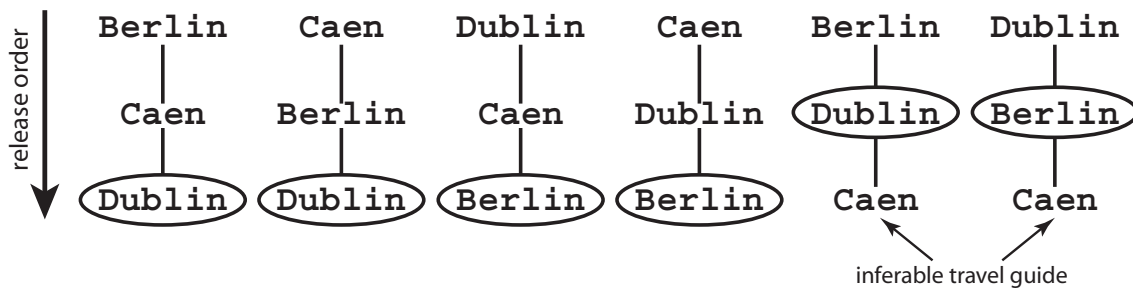 release order
Berlin Caen Dublin Caen Berlin Dublin
Caen Berlin Caen Dublin Dublin Berlin
Dublin Dublin Berlin Berlin Caen Caen
inferable travel guide